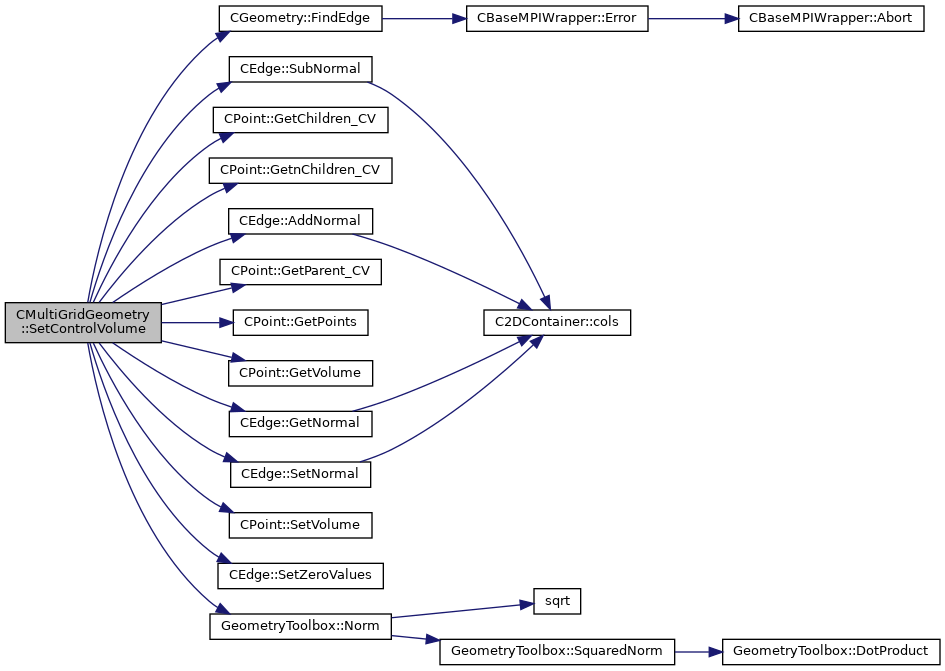 CGeometry::FindEdge
CBaseMPIWrapper::Error
CBaseMPIWrapper::Abort
CEdge::SubNormal
CPoint::GetChildren_CV
CPoint::GetnChildren_CV
CEdge::AddNormal
CPoint::GetParent_CV
CMultiGridGeometry
::SetControlVolume
CPoint::GetPoints
C2DContainer::cols
CPoint::GetVolume
CEdge::GetNormal
CEdge::SetNormal
CPoint::SetVolume
CEdge::SetZeroValues
sqrt
GeometryToolbox::Norm
GeometryToolbox::SquaredNorm
GeometryToolbox::DotProduct